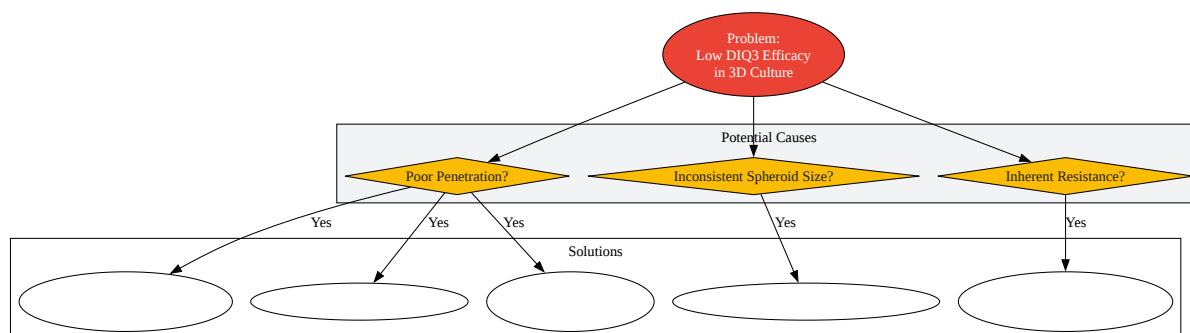 Problem:
Low DIQ3 Efficacy
in 3D Culture
Potential Causes
Poor Penetration?
Inconsistent Spheroid Size?
Inherent Resistance?
Yes
Yes
Yes
Yes
Yes
Solutions